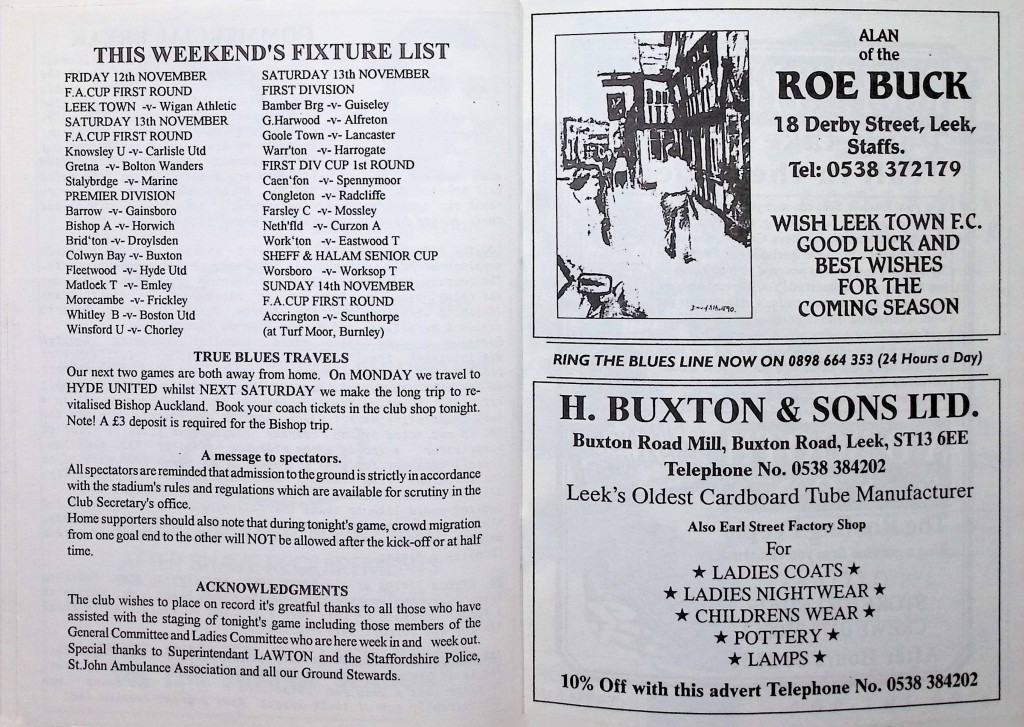 THIS WEEKEND'S FIXTURE LIST
FRIDAY 12th NOVEMBER
F.A.CUP FIRST ROUND
LEEK TOWN -v- Wigan Athletic
SATURDAY 13th NOVEMBER
F.A.CUP FIRST ROUND
Knowsley U -v- Carlisle Utd
Gretna -v- Bolton Wanders
Stalybrdge -v- Marine
PREMIER DIVISION
Barrow -v- Gainsboro
Bishop A -v- Horwich
Brid'ton -v- Droylsden
Colwyn Bay -v- Buxton
Fleetwood -v- Hyde Utd
Matlock T -v- Emley
Morecambe -v- Frickley
Whitley B -v- Boston Utd
Winsford U -v- Chorley
SATURDAY 13th NOVEMBER
FIRST DIVISION
Bamber Brg -v- Guiseley
G.Harwood -v- Alfreton
Goole Town -v- Lancaster
Warr'ton -v- Harrogate
FIRST DIV CUP 1st ROUND
Caen'fon -v- Spennymoor
Congleton -v- Radcliffe
Farsley C -v- Mossley
Neth'fld -v- Curzon A
Work'ton -v- Eastwood T
SHEFF & HALAM SENIOR CUP
Worsboro -v- Worksop T
SUNDAY 14th NOVEMBER
F.A.CUP FIRST ROUND
Accrington -v- Scunthorpe
(at Turf Moor, Burnley)
TRUE BLUES TRAVELS
Our next two games are both away from home. On MONDAY we travel to
HYDE UNITED whilst NEXT SATURDAY we make the long trip to re-
vitalised Bishop Auckland. Book your coach tickets in the club shop tonight.
Note! A £3 deposit is required for the Bishop trip.
A message to spectators.
All spectators are reminded that admission to the ground is strictly in accordance
with the stadium's rules and regulations which are available for scrutiny in the
Club Secretary's office.
Home supporters should also note that during tonight's game, crowd migration
from one goal end to the other will NOT be allowed after the kick-off or at half
time.
ACKNOWLEDGMENTS
The club wishes to place on record it's greatful thanks to all those who have
assisted with the staging of tonight's game including those members of the
General Committee and Ladies Committee who are here week in and week out.
Special thanks to Superintendant LAWTON and the Staffordshire Police,
St.John Ambulance Association and all our Ground Stewards.
ALAN
of the
ROE BUCK
18 Derby Street, Leek,
Staffs.
Tel: 0538 372179
WISH LEEK TOWN F.C.
GOOD LUCK AND
BEST WISHES
FOR THE
COMING SEASON
RING THE BLUES LINE NOW ON 0898 664 353 (24 Hours a Day)
H. BUXTON & SONS LTD.
Buxton Road Mill, Buxton Road, Leek, ST13 6EE
Telephone No. 0538 384202
Leek's Oldest Cardboard Tube Manufacturer
Also Earl Street Factory Shop
For
★ LADIES COATS ★
★ LADIES NIGHTWEAR ★
★ CHILDRENS WEAR ★
★ POTTERY ★
★ LAMPS ★
10% Off with this advert Telephone No. 0538 384202